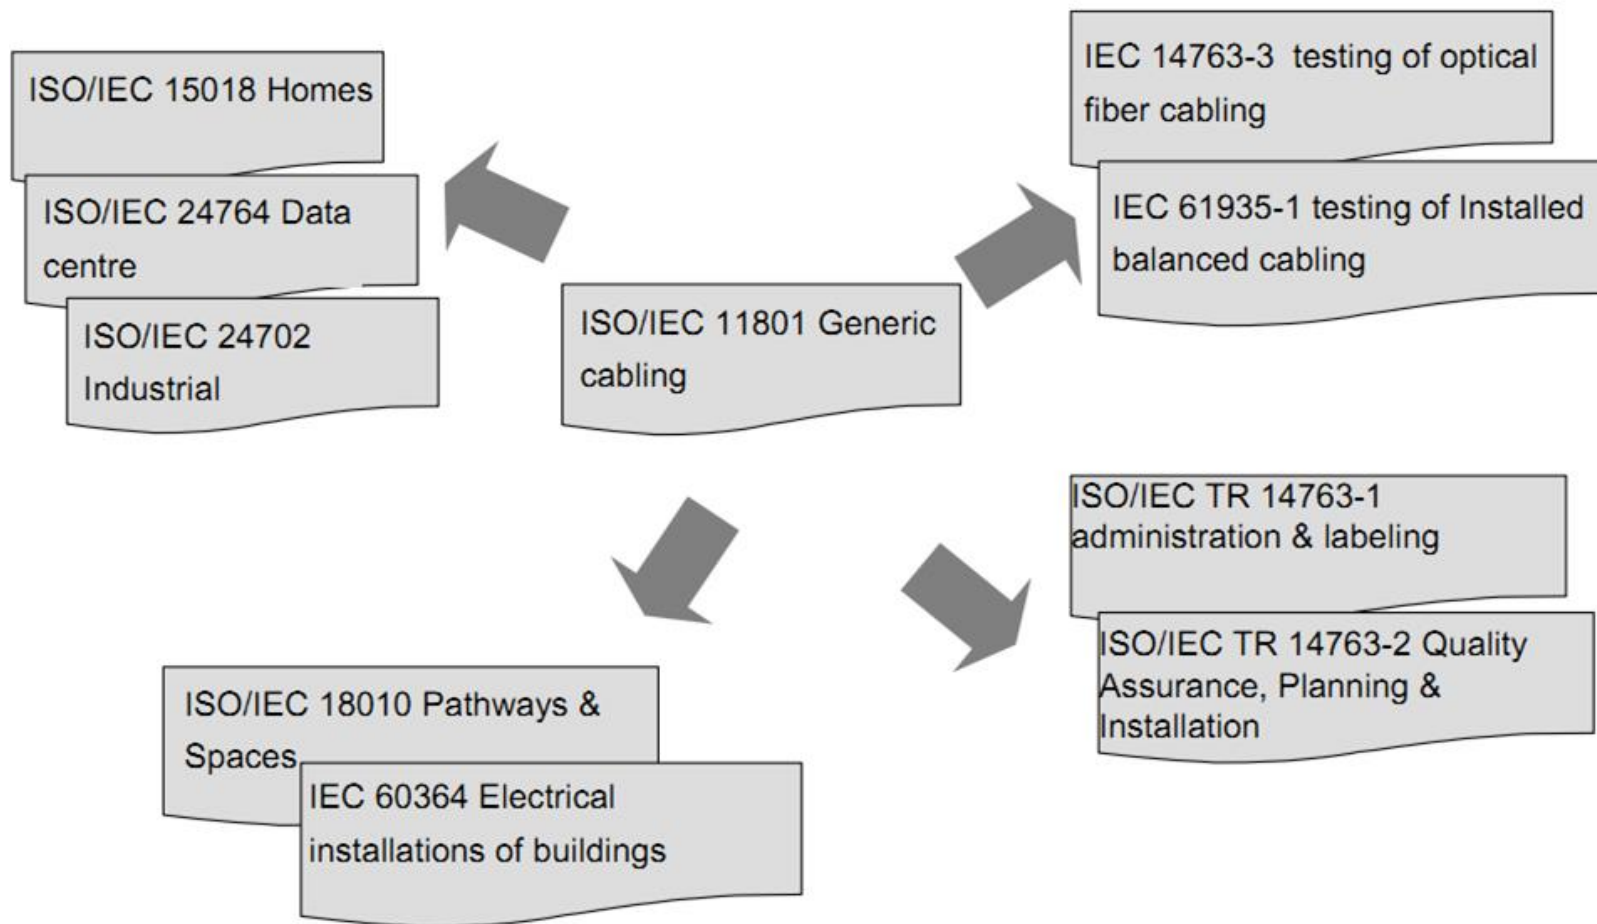 ISO/IEC 15018 Homes
ISO/IEC 24764 Data
centre
ISO/IEC 24702
Industrial
ISO/IEC 11801 Generic
cabling
IEC 14763-3  testing of optical
fiber cabling
IEC 61935-1 testing of Installed
balanced cabling
ISO/IEC TR 14763-1
administration & labeling
ISO/IEC TR 14763-2 Quality
Assurance, Planning &
Installation
ISO/IEC 18010 Pathways &
Spaces
IEC 60364 Electrical
installations of buildings